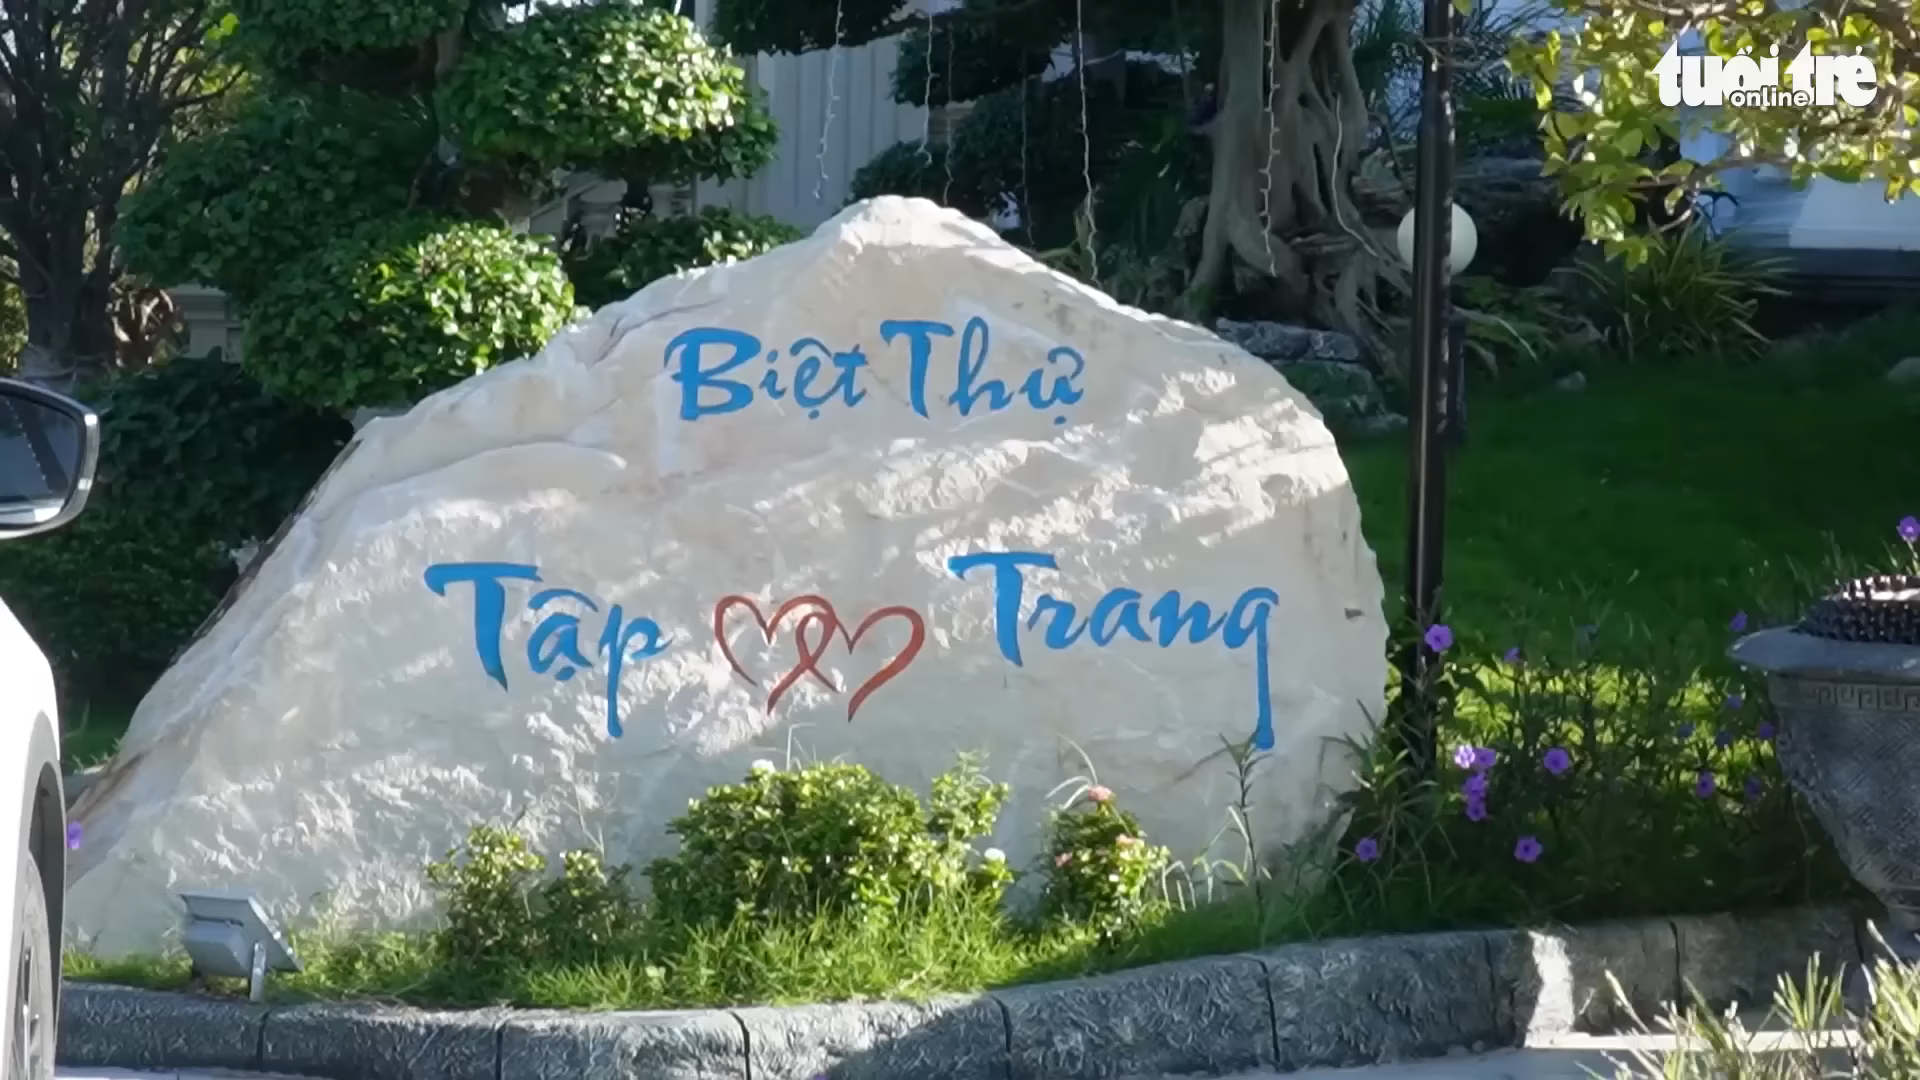 tuổi trẻ
online
Biệt Thự
Tập Trang